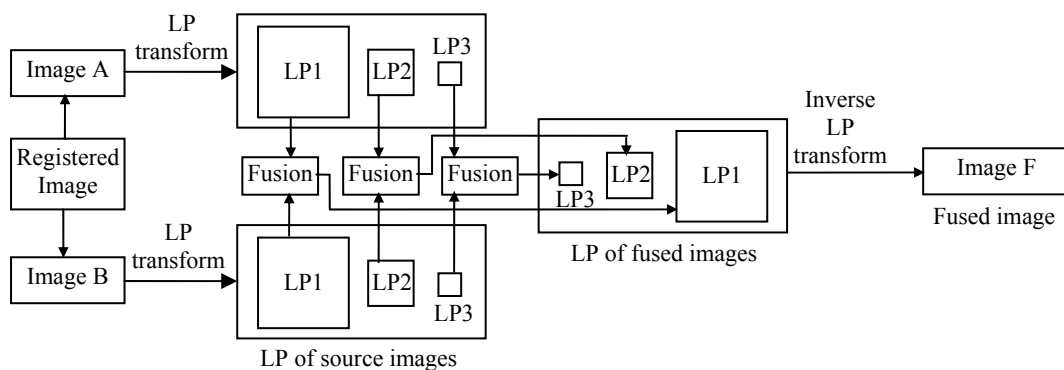 LP
transform
Image A
LP1
LP2
LP3
Registered
Image
Fusion
Fusion
Fusion
LP3
LP2
LP1
Inverse
LP
transform
Image F
Fused image
LP of fused images
LP
transform
Image B
LP1
LP2
LP3
LP of source images